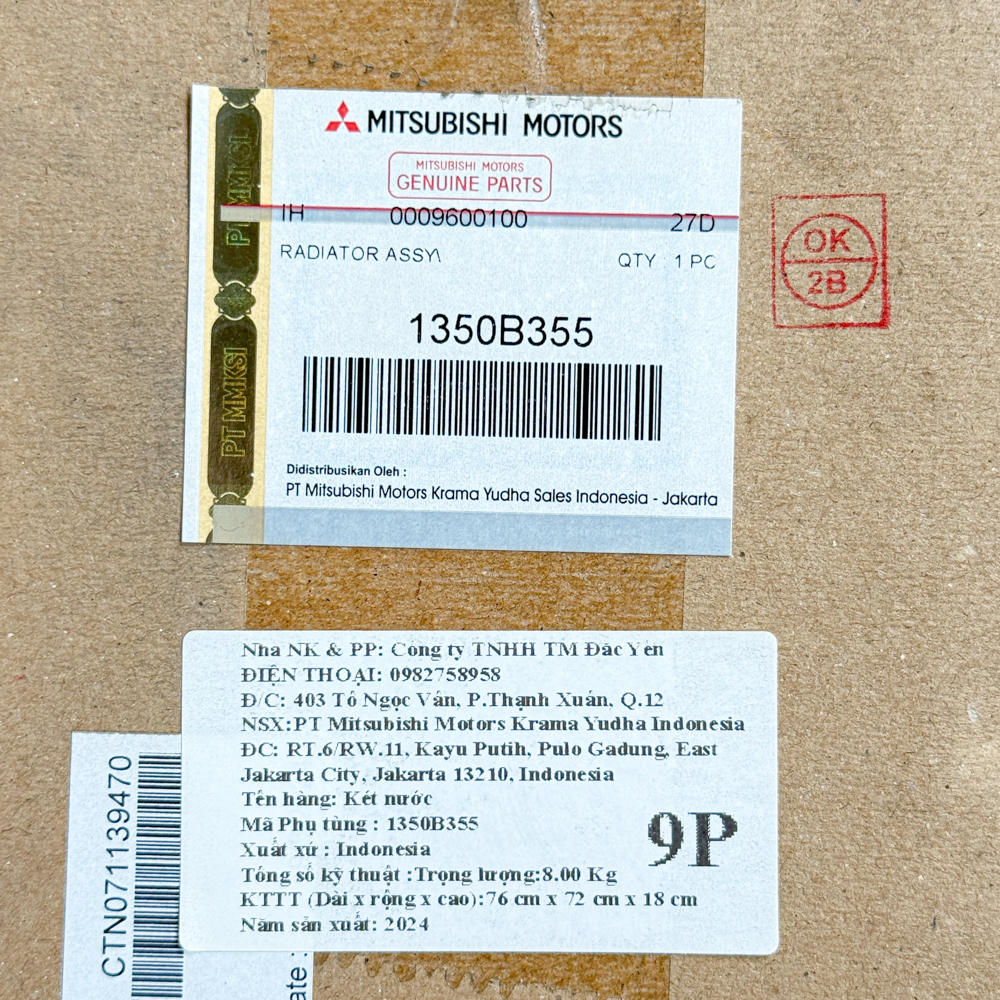 MITSUBISHI MOTORS
MITSUBISHI MOTORS
GENUINE PARTS
IH 0009600100 27D
RADIATOR ASSY\
QTY : 1 PC
1350B355
Didistribusikan Oleh :
PT Mitsubishi Motors Krama Yudha Sales Indonesia - Jakarta
PT MMKSI
PT MMKSI
OK
2B
Nhà NK & PP: Công ty TNHH TM Đắc Yên
ĐIỆN THOẠI: 0982758958
Đ/C: 403 Tô Ngọc Vân, P.Thạnh Xuân, Q.12
NSX:PT Mitsubishi Motors Krama Yudha Indonesia
ĐC: RT.6/RW.11, Kayu Putih, Pulo Gadung, East
Jakarta City, Jakarta 13210, Indonesia
Tên hàng: Két nước
Mã Phụ tùng : 1350B355
Xuất xứ : Indonesia
Tổng số kỹ thuật :Trọng lượng:8.00 Kg
KTTT (Dài x rộng x cao):76 cm x 72 cm x 18 cm
Năm sản xuất: 2024
9P
CTN071139470
ate :